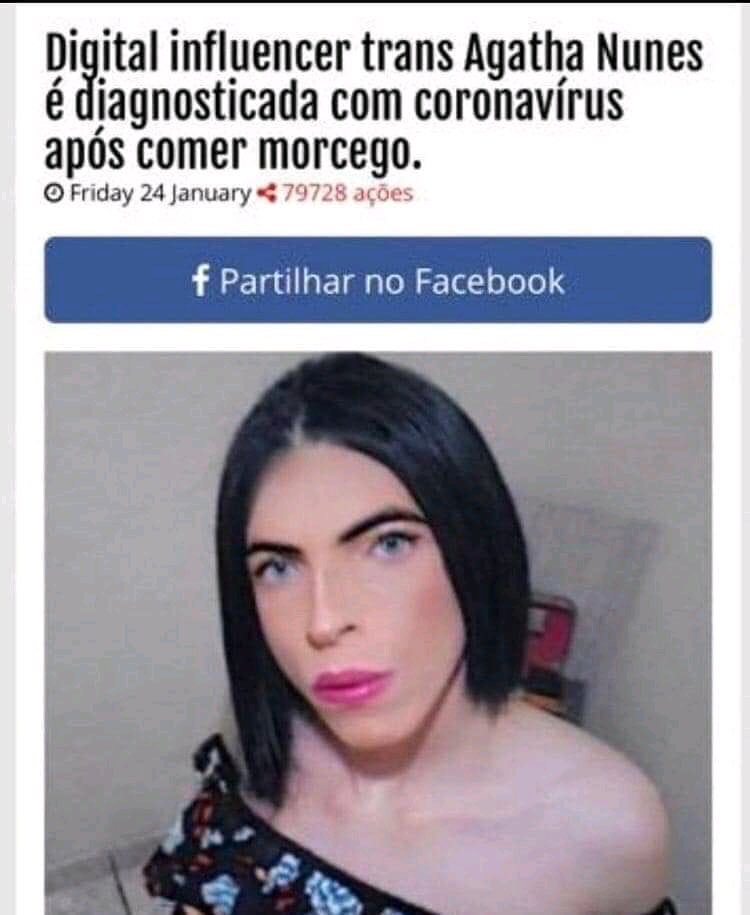 Digital influencer trans Agatha Nunes
é diagnosticada com coronavírus
após comer morcego.
Friday 24 January 79728 ações
f Partilhar no Facebook